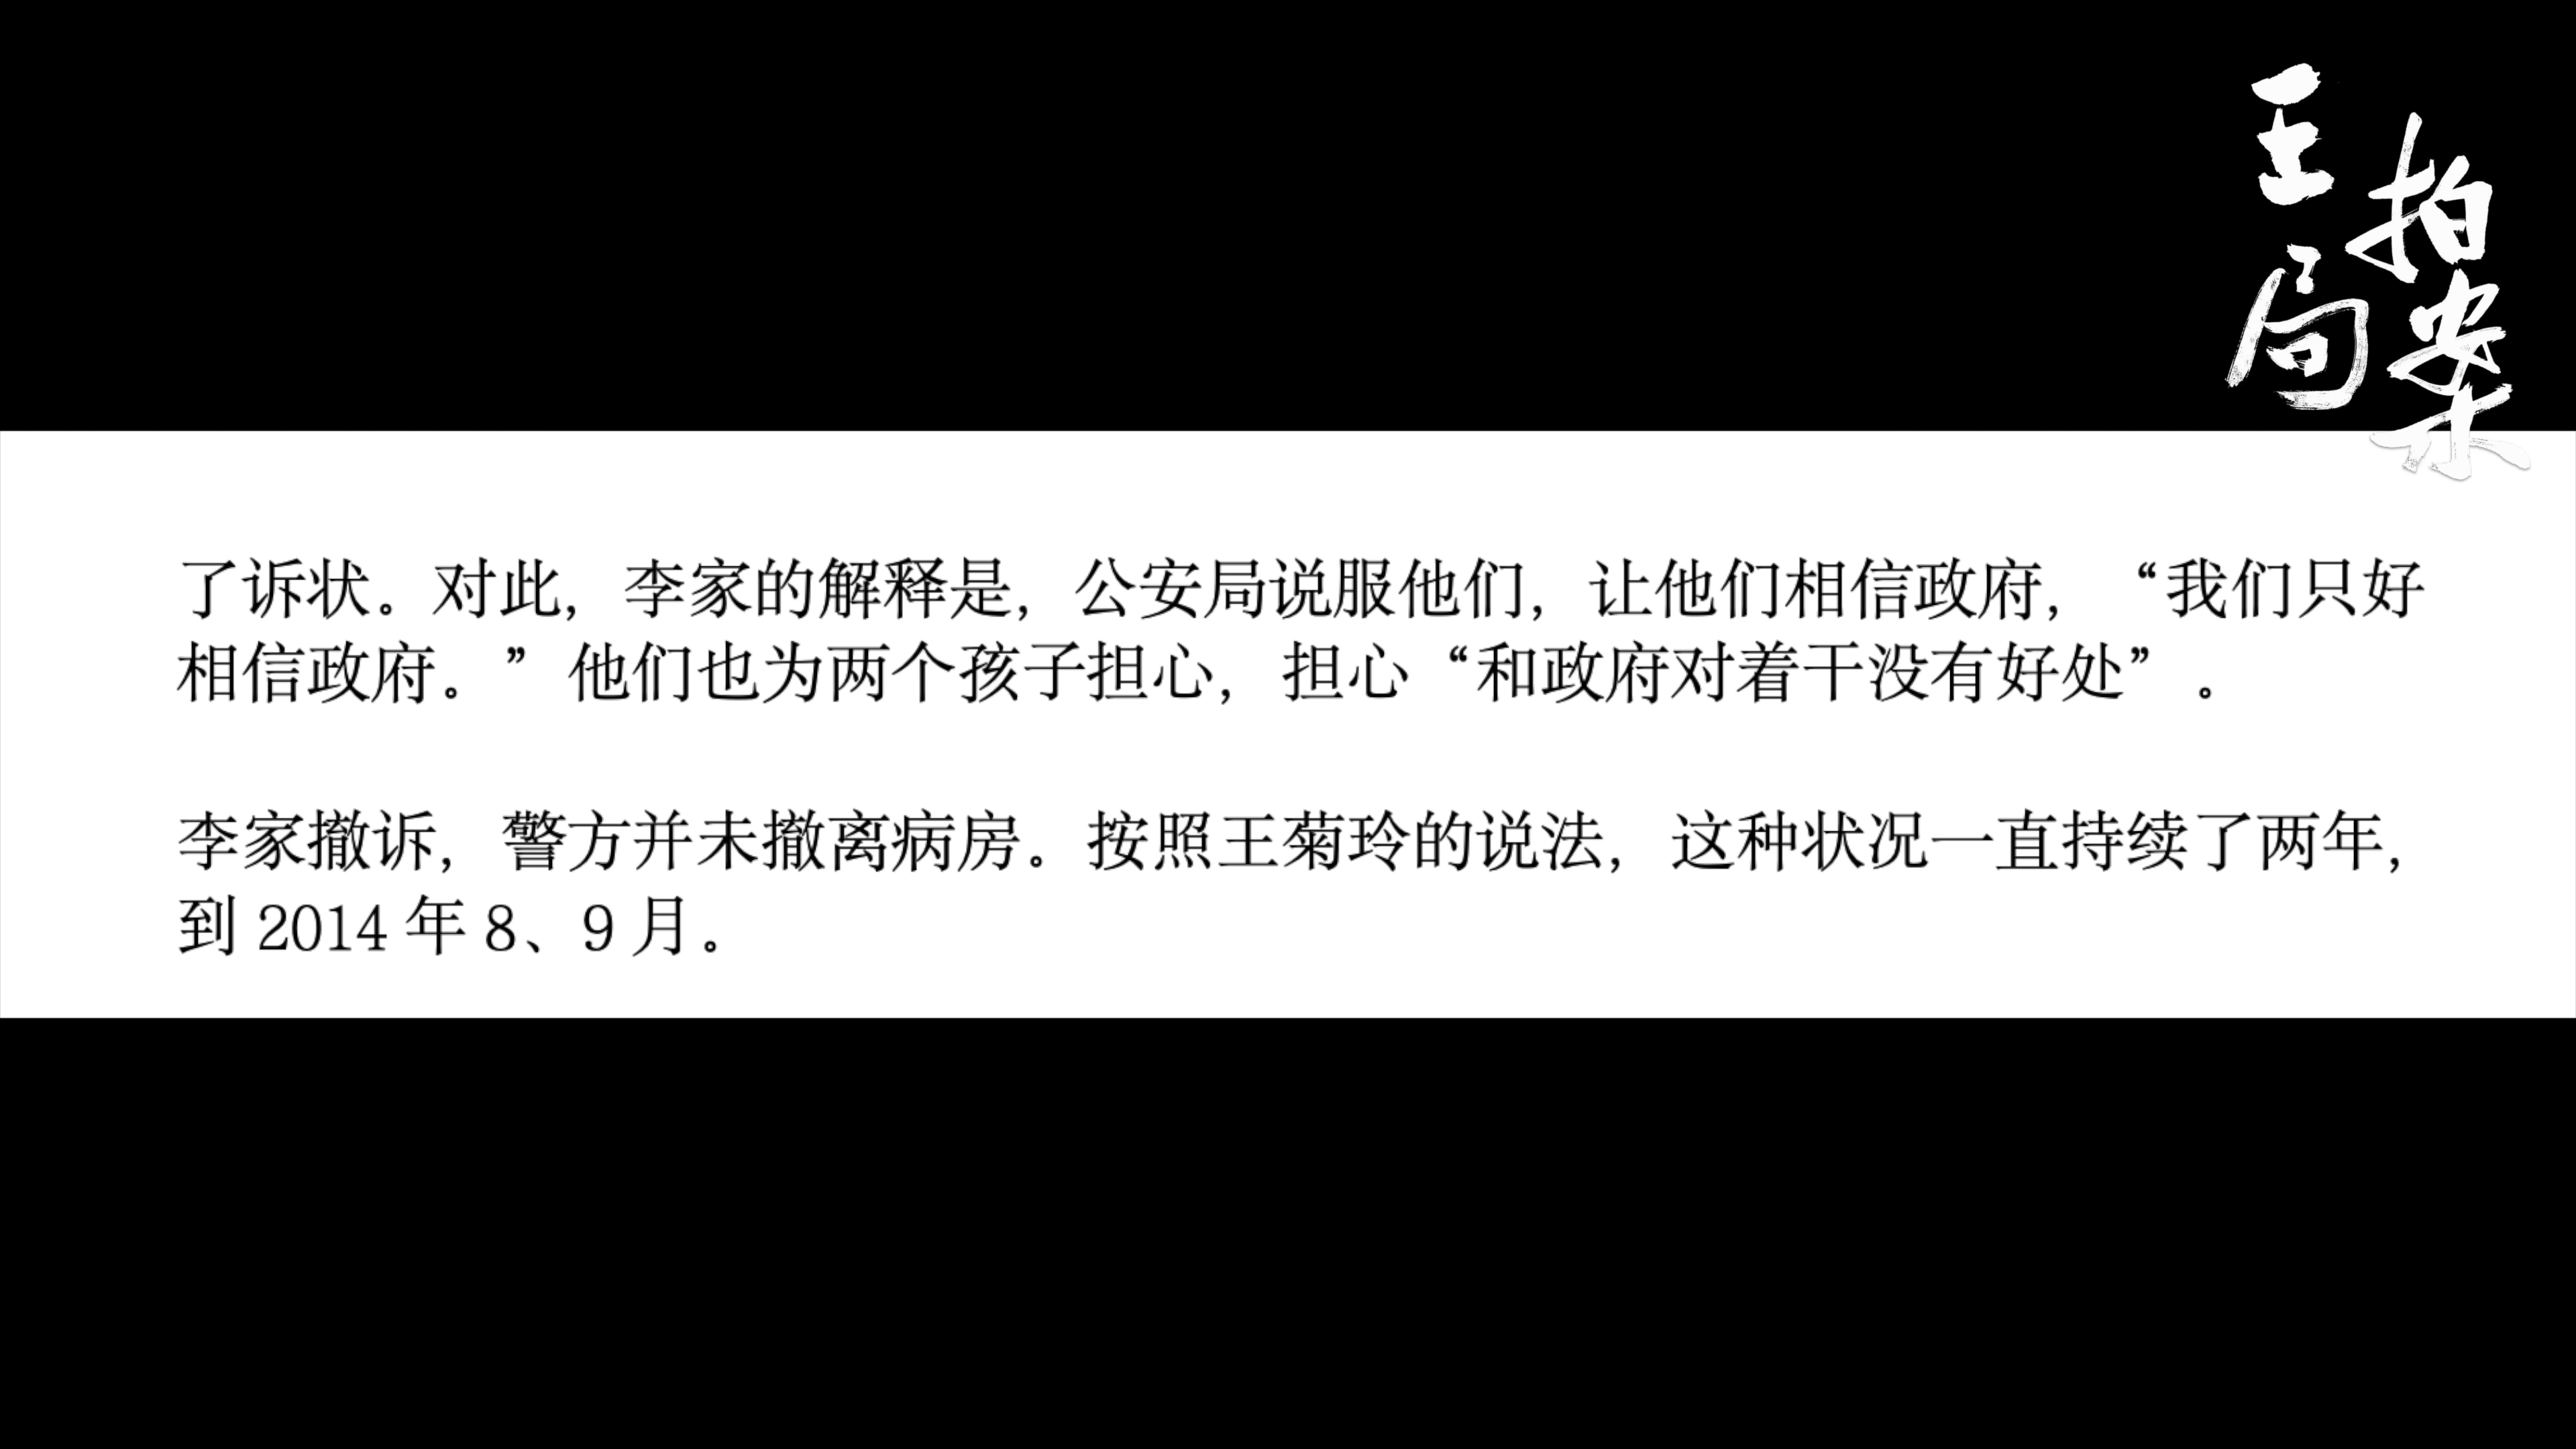 王局
拍案
了诉状。对此，李家的解释是，公安局说服他们，让他们相信政府，“我们只好
相信政府。”他们也为两个孩子担心，担心“和政府对着干没有好处”。
李家撤诉，警方并未撤离病房。按照王菊玲的说法，这种状况一直持续了两年，
到 2014 年 8、9 月。